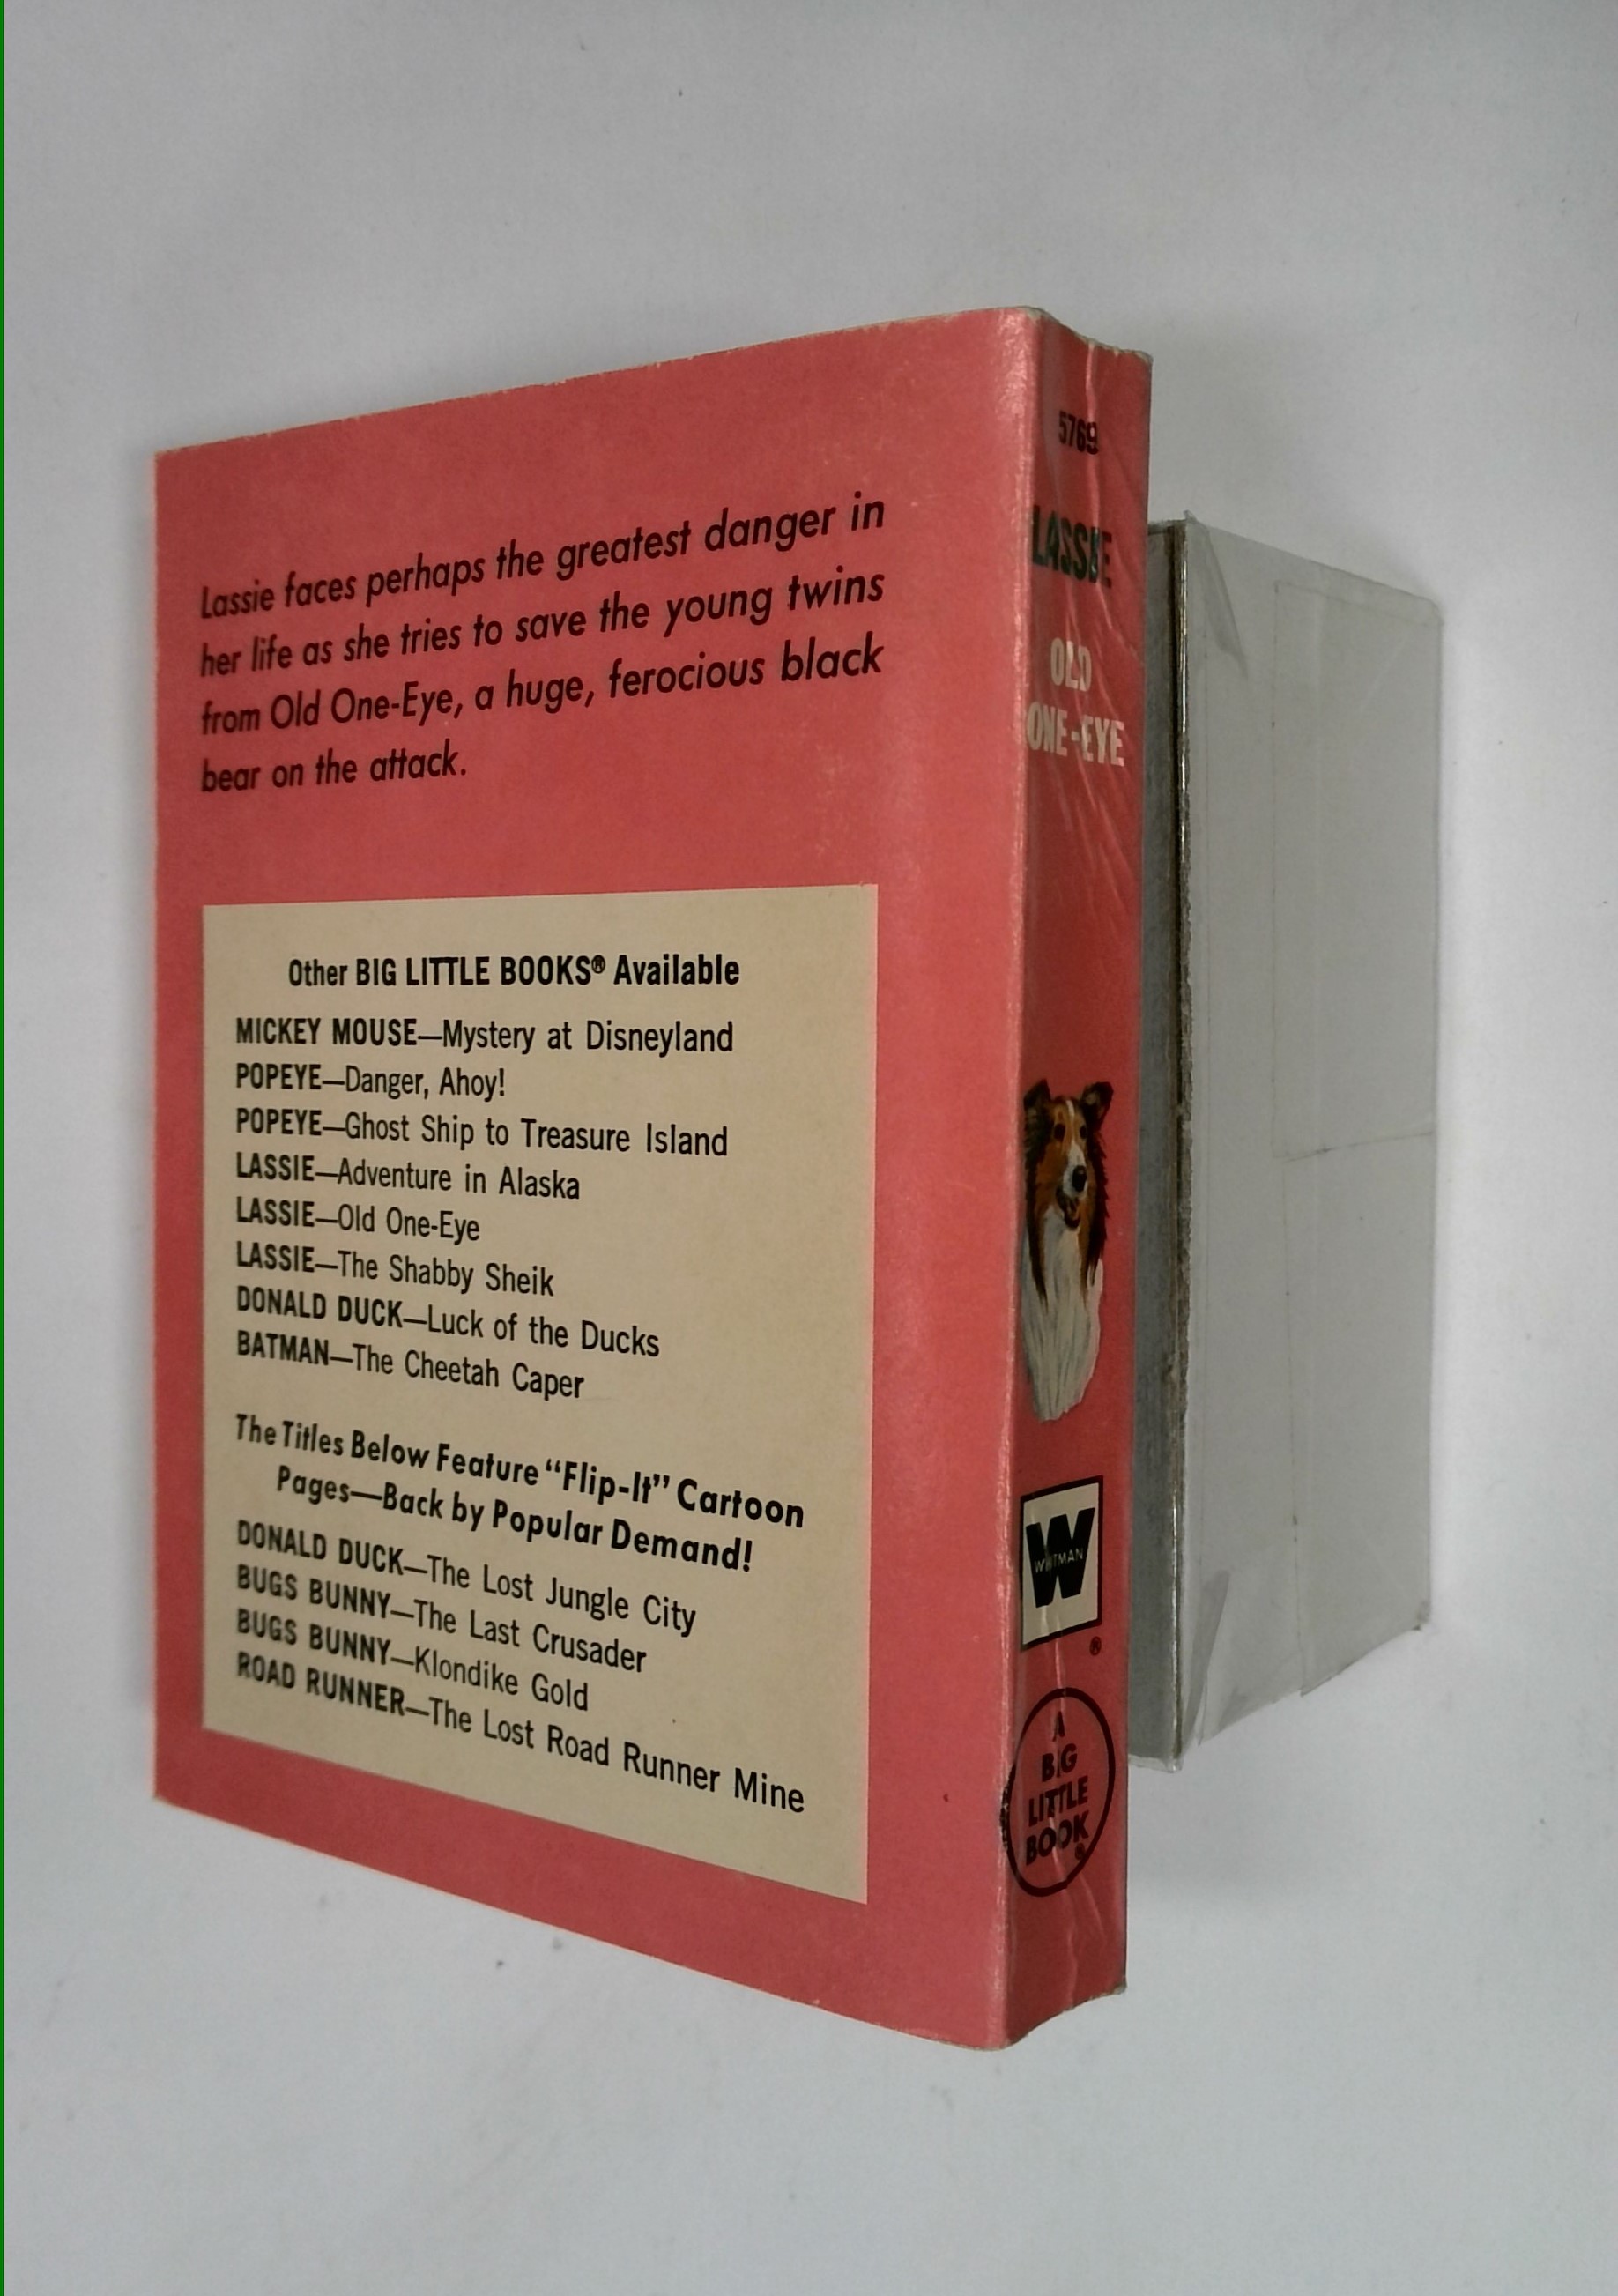 Lassie faces perhaps the greatest danger in
her life as she tries to save the young twins
from Old One-Eye, a huge, ferocious black
bear on the attack.
Other BIG LITTLE BOOKS® Available
MICKEY MOUSE—Mystery at Disneyland
POPEYE—Danger, Ahoy!
POPEYE—Ghost Ship to Treasure Island
LASSIE—Adventure in Alaska
LASSIE—Old One-Eye
LASSIE—The Shabby Sheik
DONALD DUCK—Luck of the Ducks
BATMAN—The Cheetah Caper
The Titles Below Feature “Flip-It” Cartoon
Pages—Back by Popular Demand!
DONALD DUCK—The Lost Jungle City
BUGS BUNNY—The Last Crusader
BUGS BUNNY—Klondike Gold
ROAD RUNNER—The Lost Road Runner Mine
5769
LASSIE
OLD
ONE-EYE
W
WHITMAN
®
A
BIG
LITTLE
BOOK®